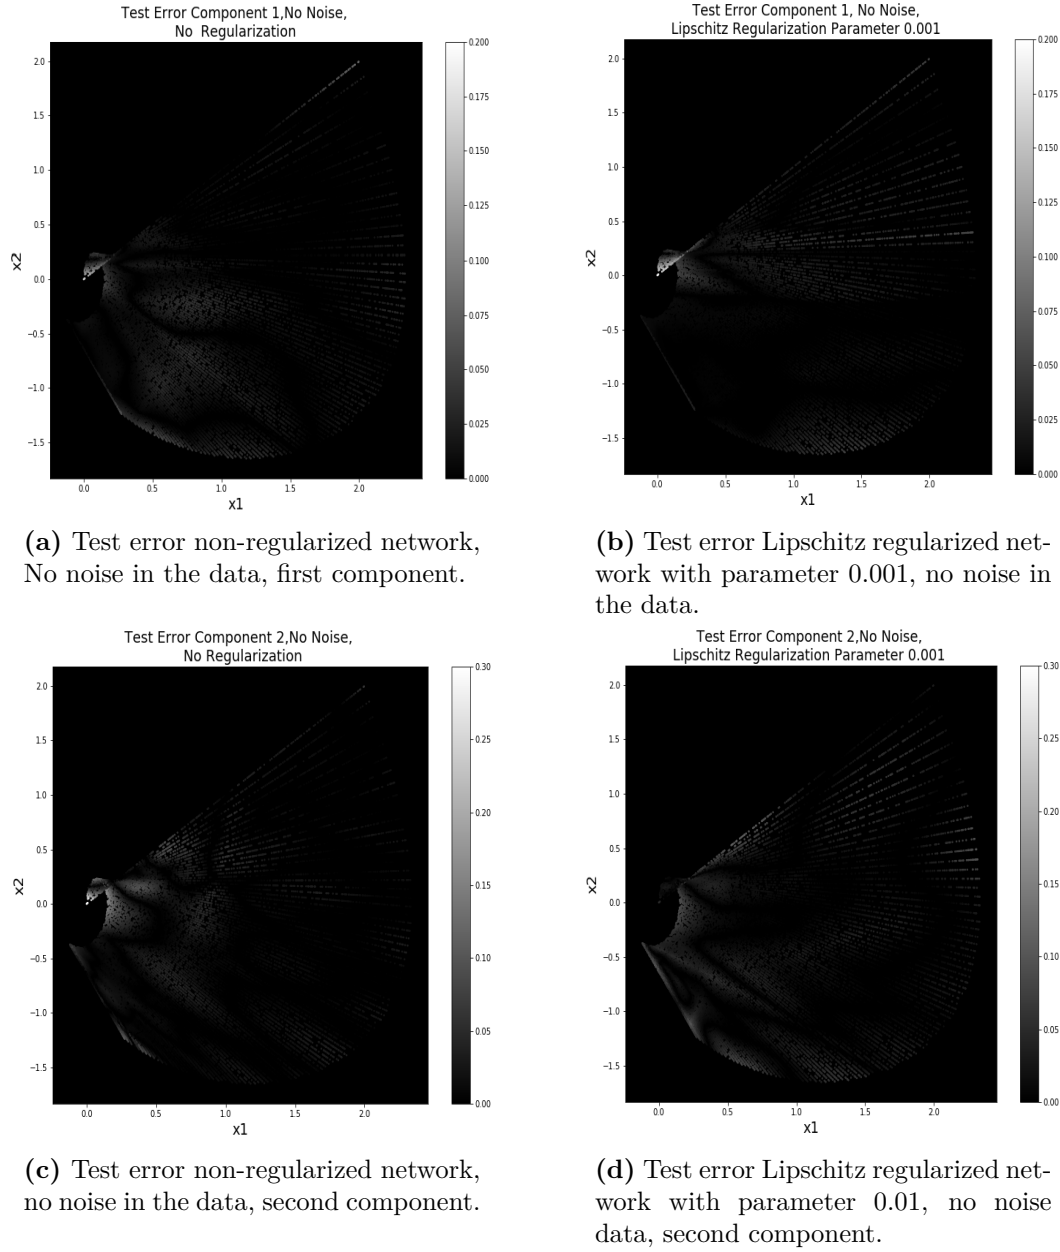 Test Error Component 1,No Noise,
No Regularization
2.0
1.5
1.0
0.5
0.0
−0.5
−1.0
−1.5
x2
0.0 0.5 1.0 1.5 2.0
x1
0.200
0.175
0.150
0.125
0.100
0.075
0.050
0.025
0.000
Test Error Component 1, No Noise,
Lipschitz Regularization Parameter 0.001
2.0
1.5
1.0
0.5
0.0
−0.5
−1.0
−1.5
x2
0.0 0.5 1.0 1.5 2.0
x1
0.200
0.175
0.150
0.125
0.100
0.075
0.050
0.025
0.000
(a) Test error non-regularized network,
No noise in the data, first component.
(b) Test error Lipschitz regularized net-
work with parameter 0.001, no noise in
the data.
Test Error Component 2,No Noise,
No Regularization
2.0
1.5
1.0
0.5
0.0
−0.5
−1.0
−1.5
x2
0.0 0.5 1.0 1.5 2.0
x1
0.30
0.25
0.20
0.15
0.10
0.05
0.00
Test Error Component 2,No Noise,
Lipschitz Regularization Parameter 0.001
2.0
1.5
1.0
0.5
0.0
−0.5
−1.0
−1.5
x2
0.0 0.5 1.0 1.5 2.0
x1
0.30
0.25
0.20
0.15
0.10
0.05
0.00
(c) Test error non-regularized network,
no noise in the data, second component.
(d) Test error Lipschitz regularized net-
work with parameter 0.01, no noise
data, second component.